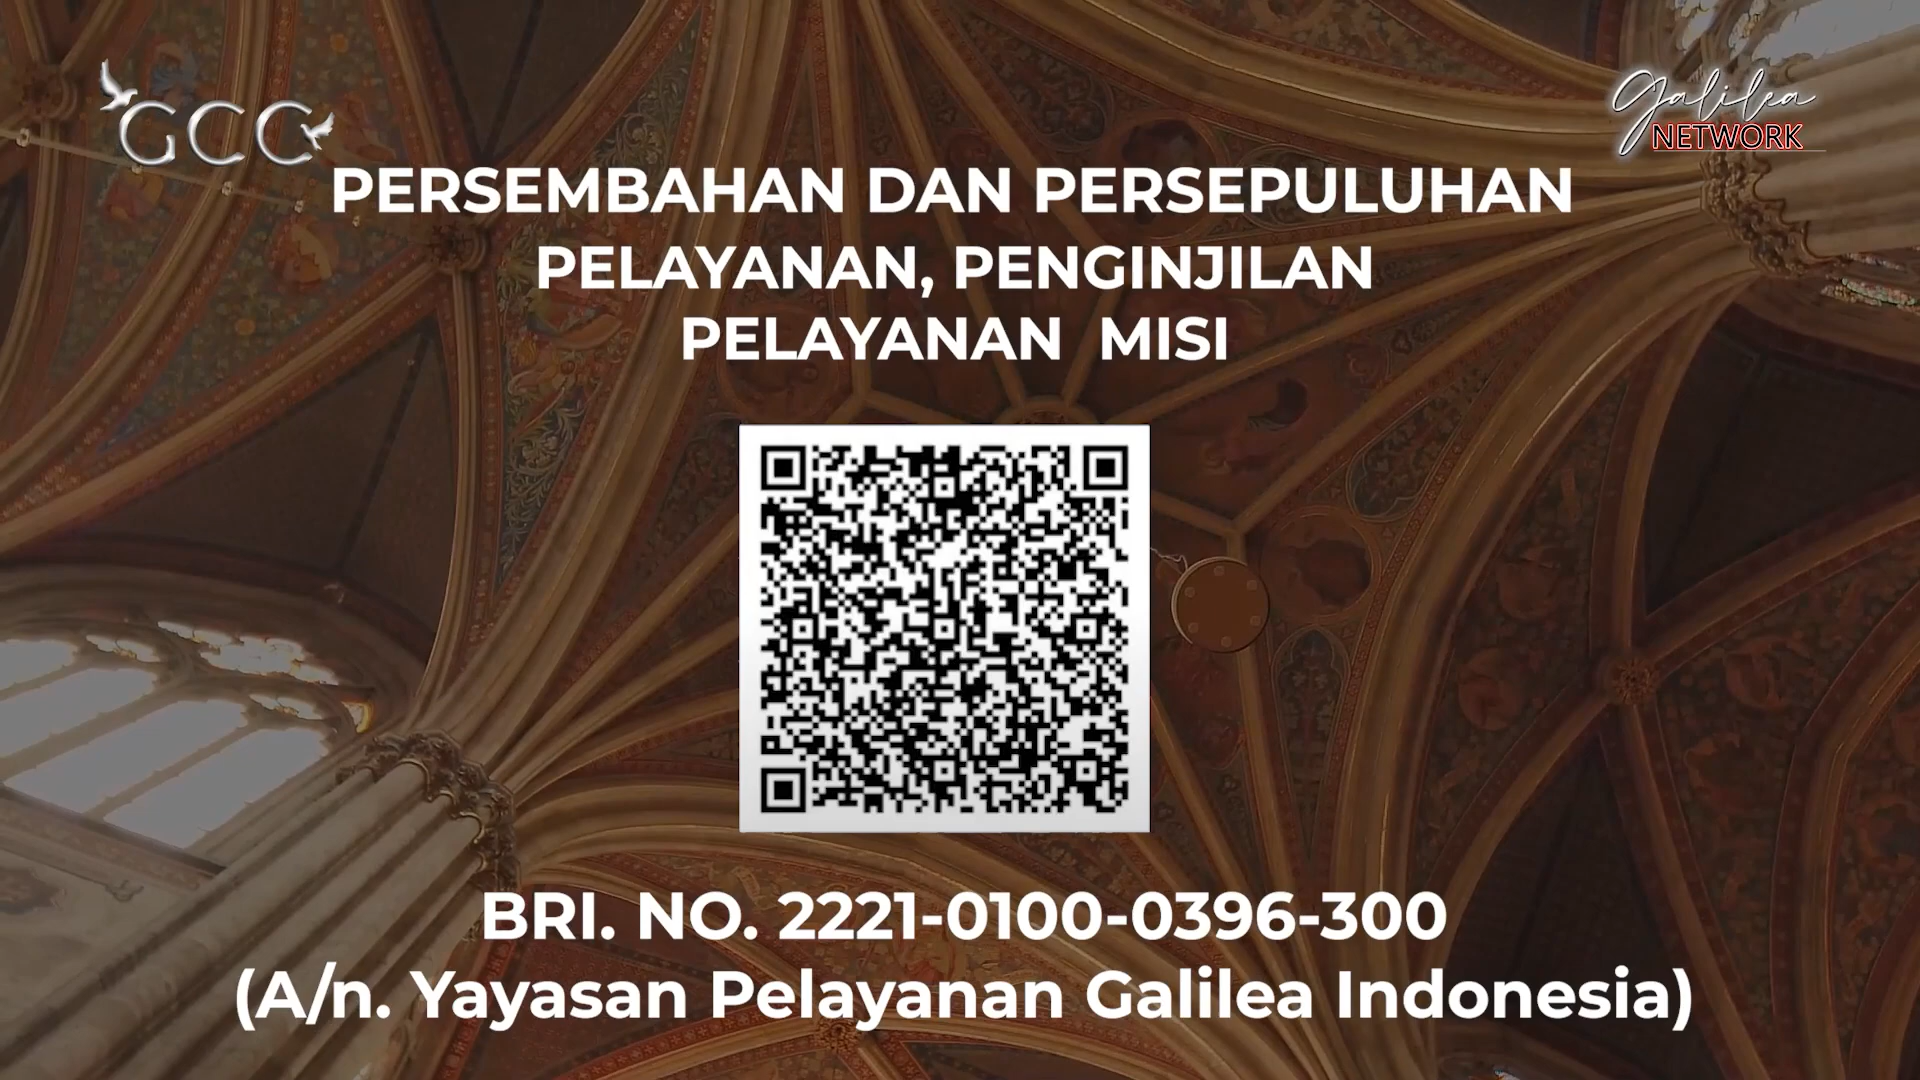 GCC
Galilea
NETWORK
PERSEMBAHAN DAN PERSEPULUHAN
PELAYANAN, PENGINJILAN
PELAYANAN MISI
BRI. NO. 2221-0100-0396-300
(A/n. Yayasan Pelayanan Galilea Indonesia)